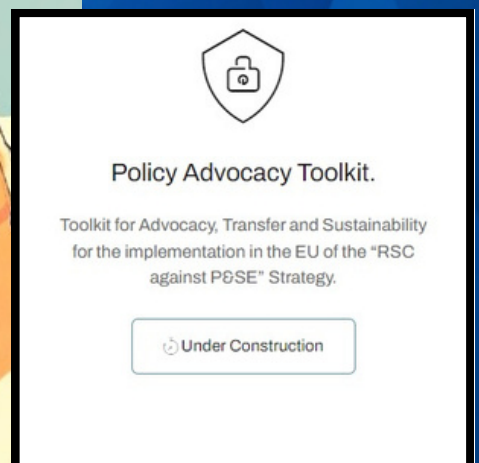 Policy Advocacy Toolkit.
Toolkit for Advocacy, Transfer and Sustainability
for the implementation in the EU of the “RSC
against P&SE” Strategy.
Under Construction